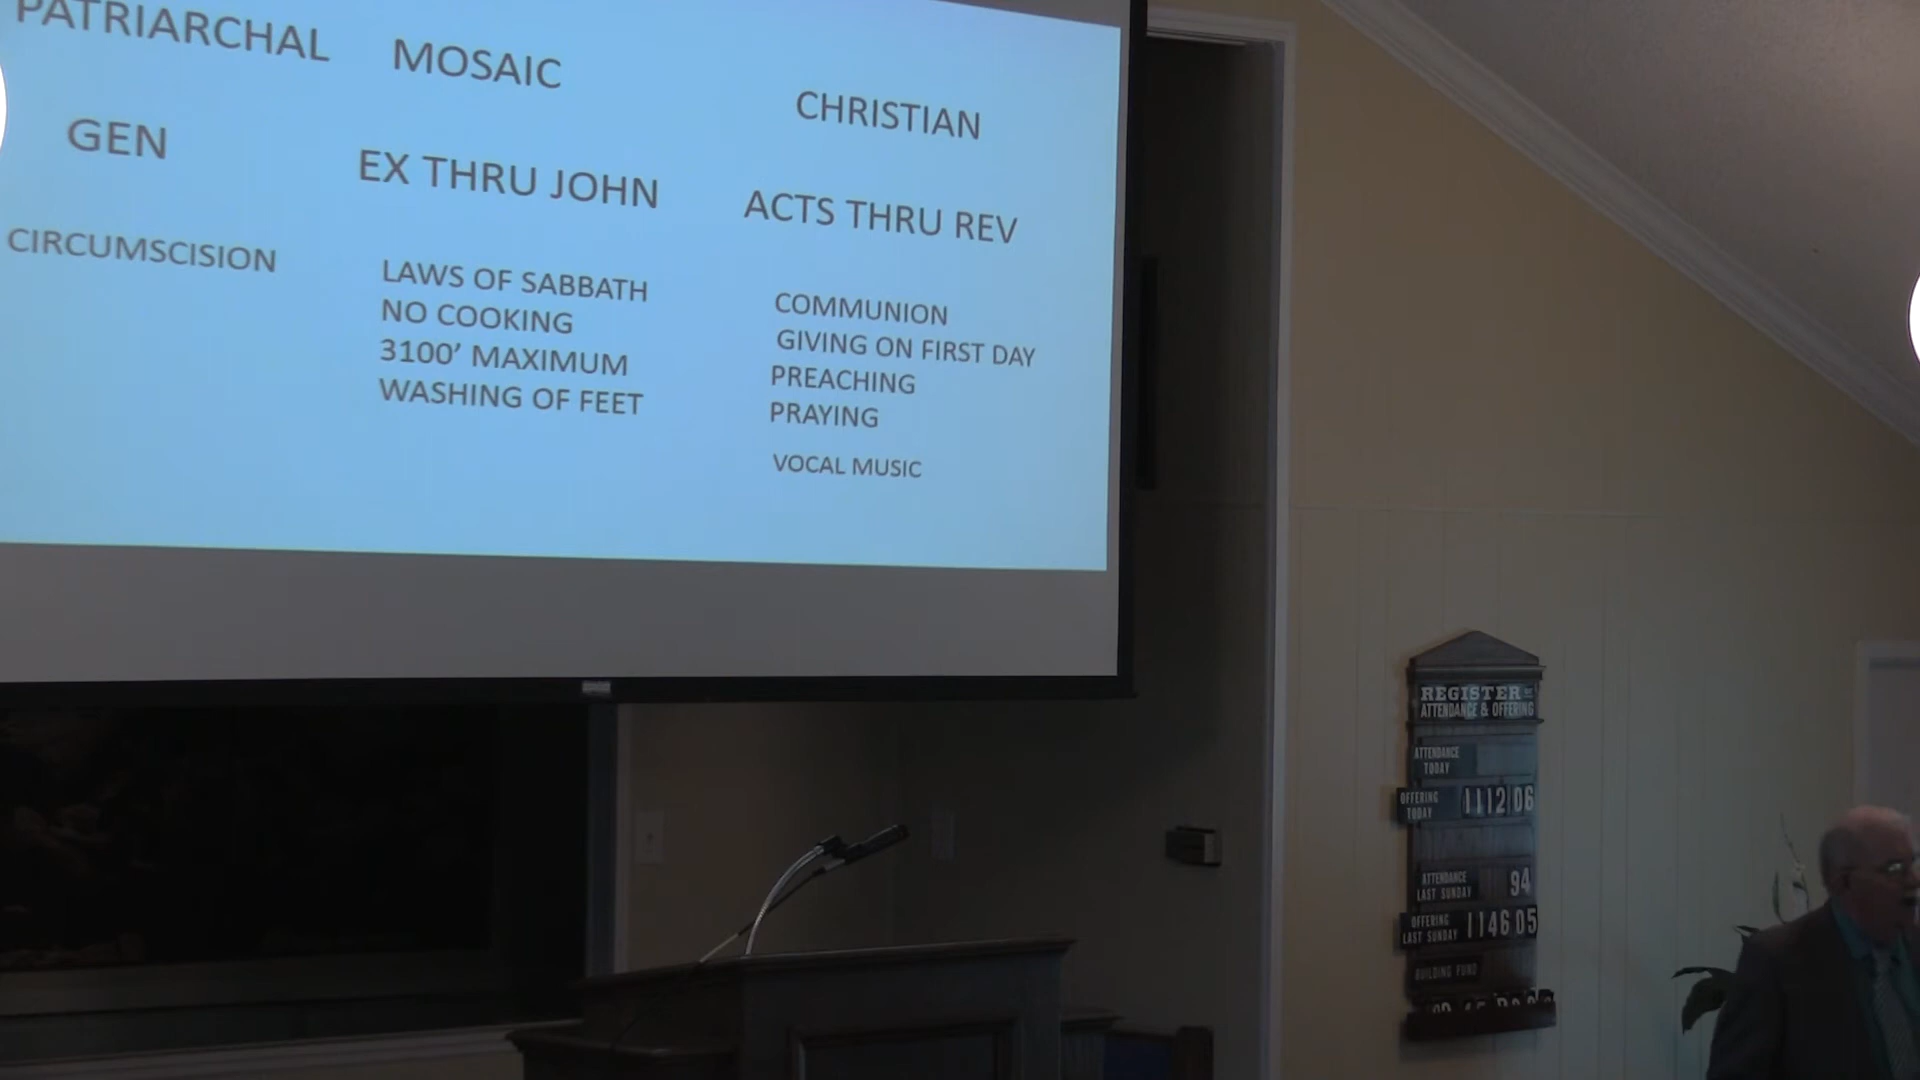 PATRIARCHAL
MOSAIC
CHRISTIAN
GEN
EX THRU JOHN
ACTS THRU REV
CIRCUMSCISION
LAWS OF SABBATH
NO COOKING
3100' MAXIMUM
WASHING OF FEET
COMMUNION
GIVING ON FIRST DAY
PREACHING
PRAYING
VOCAL MUSIC
REGISTER OF
ATTENDANCE & OFFERING
ATTENDANCE
TODAY
OFFERING
TODAY
1112 06
ATTENDANCE
LAST SUNDAY
94
OFFERING
LAST SUNDAY
1146 05
BUILDING FUND